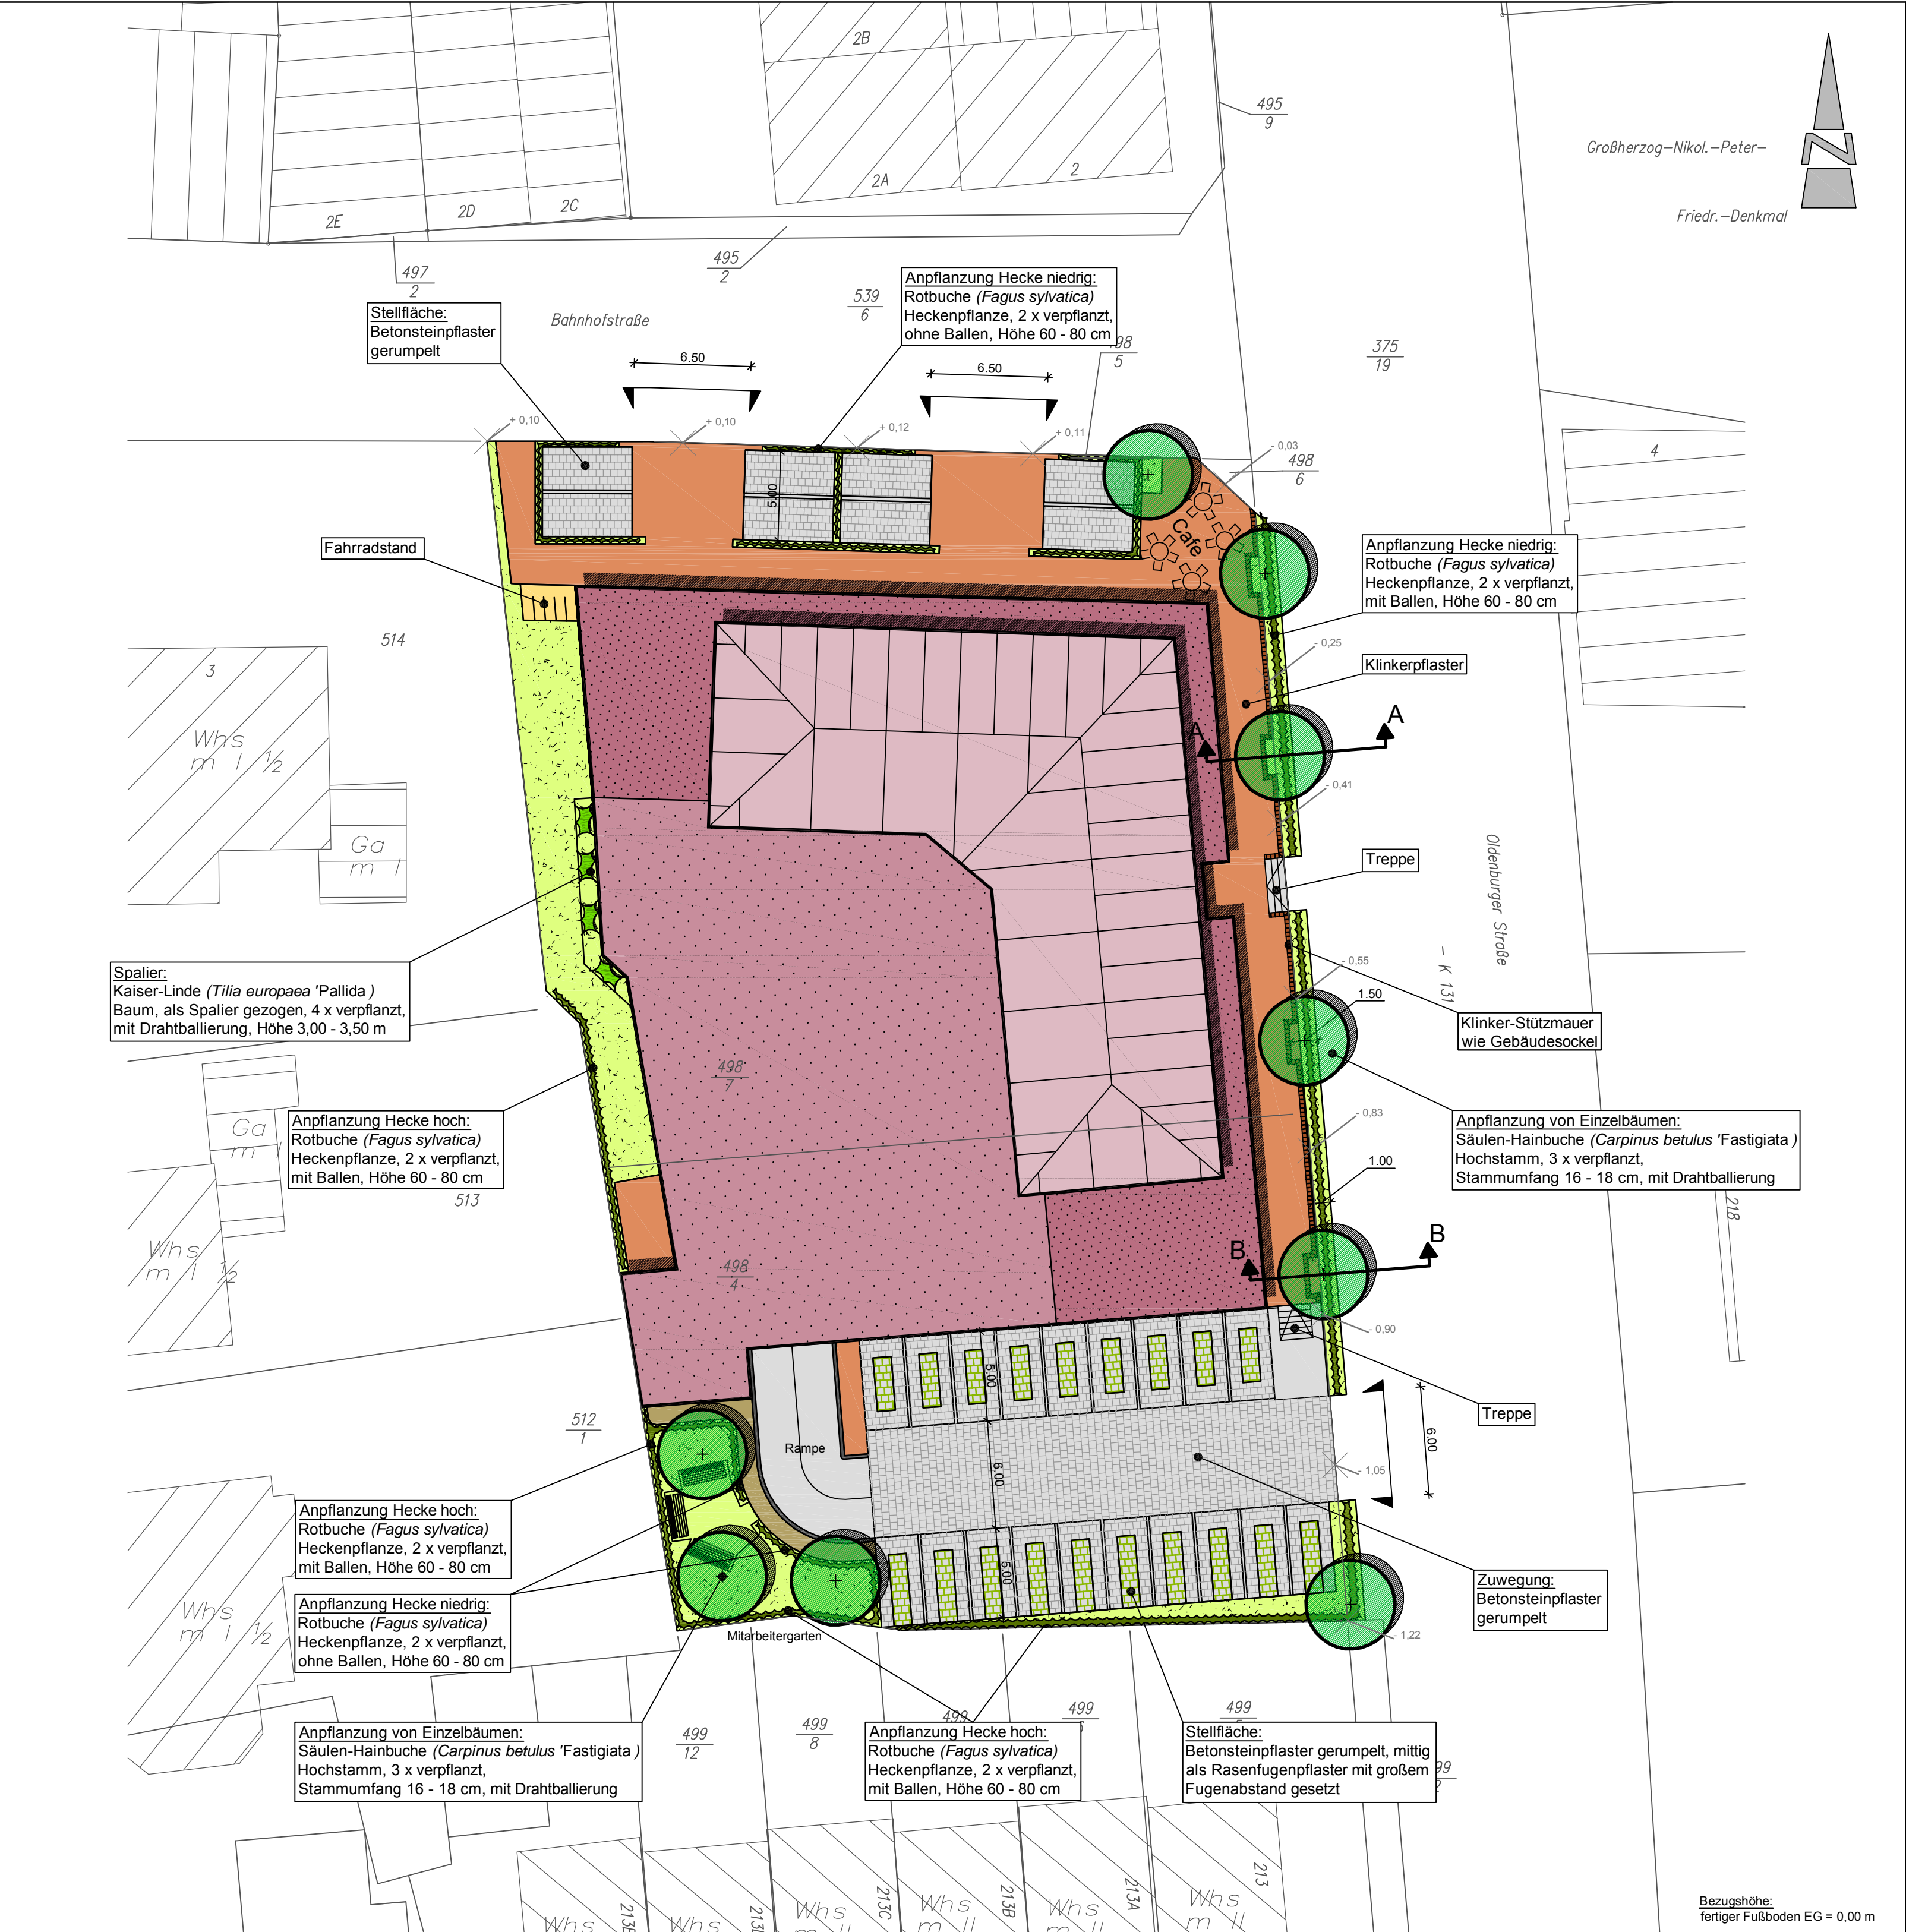 2B
495
9
Großherzog-Nikol.-Peter-
Friedr.-Denkmal
N
2A
2
2E
2D
2C
497
2
495
2
539
6
Bahnhofstraße
Stellfläche:
Betonsteinpflaster
gerumpelt
Anpflanzung Hecke niedrig:
Rotbuche (Fagus sylvatica)
Heckenpflanze, 2 x verpflanzt,
ohne Ballen, Höhe 60 - 80 cm
98
5
375
19
6.50
6.50
+ 0,10
+ 0,10
+ 0,12
+ 0,11
- 0,03
498
6
4
5.00
Cafe
Fahrradstand
Anpflanzung Hecke niedrig:
Rotbuche (Fagus sylvatica)
Heckenpflanze, 2 x verpflanzt,
mit Ballen, Höhe 60 - 80 cm
514
3
Whs
m I ½
- 0,25
Klinkerpflaster
A
A
- 0,41
Ga
m I
Treppe
Oldenburger Straße
- K 131
- 0,55
1.50
Spalier:
Kaiser-Linde (Tilia europaea 'Pallida )
Baum, als Spalier gezogen, 4 x verpflanzt,
mit Drahtballierung, Höhe 3,00 - 3,50 m
Klinker-Stützmauer
wie Gebäudesockel
498
7
- 0,83
Ga
m I
Anpflanzung Hecke hoch:
Rotbuche (Fagus sylvatica)
Heckenpflanze, 2 x verpflanzt,
mit Ballen, Höhe 60 - 80 cm
513
Anpflanzung von Einzelbäumen:
Säulen-Hainbuche (Carpinus betulus 'Fastigiata )
Hochstamm, 3 x verpflanzt,
Stammumfang 16 - 18 cm, mit Drahtballierung
1.00
218
Whs
m I ½
498
4
B
B
- 0,90
5.00
Treppe
512
1
Rampe
6.00
6.00
- 1,05
Anpflanzung Hecke hoch:
Rotbuche (Fagus sylvatica)
Heckenpflanze, 2 x verpflanzt,
mit Ballen, Höhe 60 - 80 cm
5.00
Zuwegung:
Betonsteinpflaster
gerumpelt
Anpflanzung Hecke niedrig:
Rotbuche (Fagus sylvatica)
Heckenpflanze, 2 x verpflanzt,
ohne Ballen, Höhe 60 - 80 cm
Whs
m I ½
Mitarbeitergarten
- 1,22
Anpflanzung von Einzelbäumen:
Säulen-Hainbuche (Carpinus betulus 'Fastigiata )
Hochstamm, 3 x verpflanzt,
Stammumfang 16 - 18 cm, mit Drahtballierung
499
12
499
8
499
Anpflanzung Hecke hoch:
Rotbuche (Fagus sylvatica)
Heckenpflanze, 2 x verpflanzt,
mit Ballen, Höhe 60 - 80 cm
499
499
Stellfläche:
Betonsteinpflaster gerumpelt, mittig
als Rasenfugenpflaster mit großem
Fugenabstand gesetzt
99
2
213C
213B
213A
213
Whs
Whs
Whs
m II
Whs
m II
Whs
m II
Whs
m II
Bezugshöhe:
fertiger Fußboden EG = 0,00 m